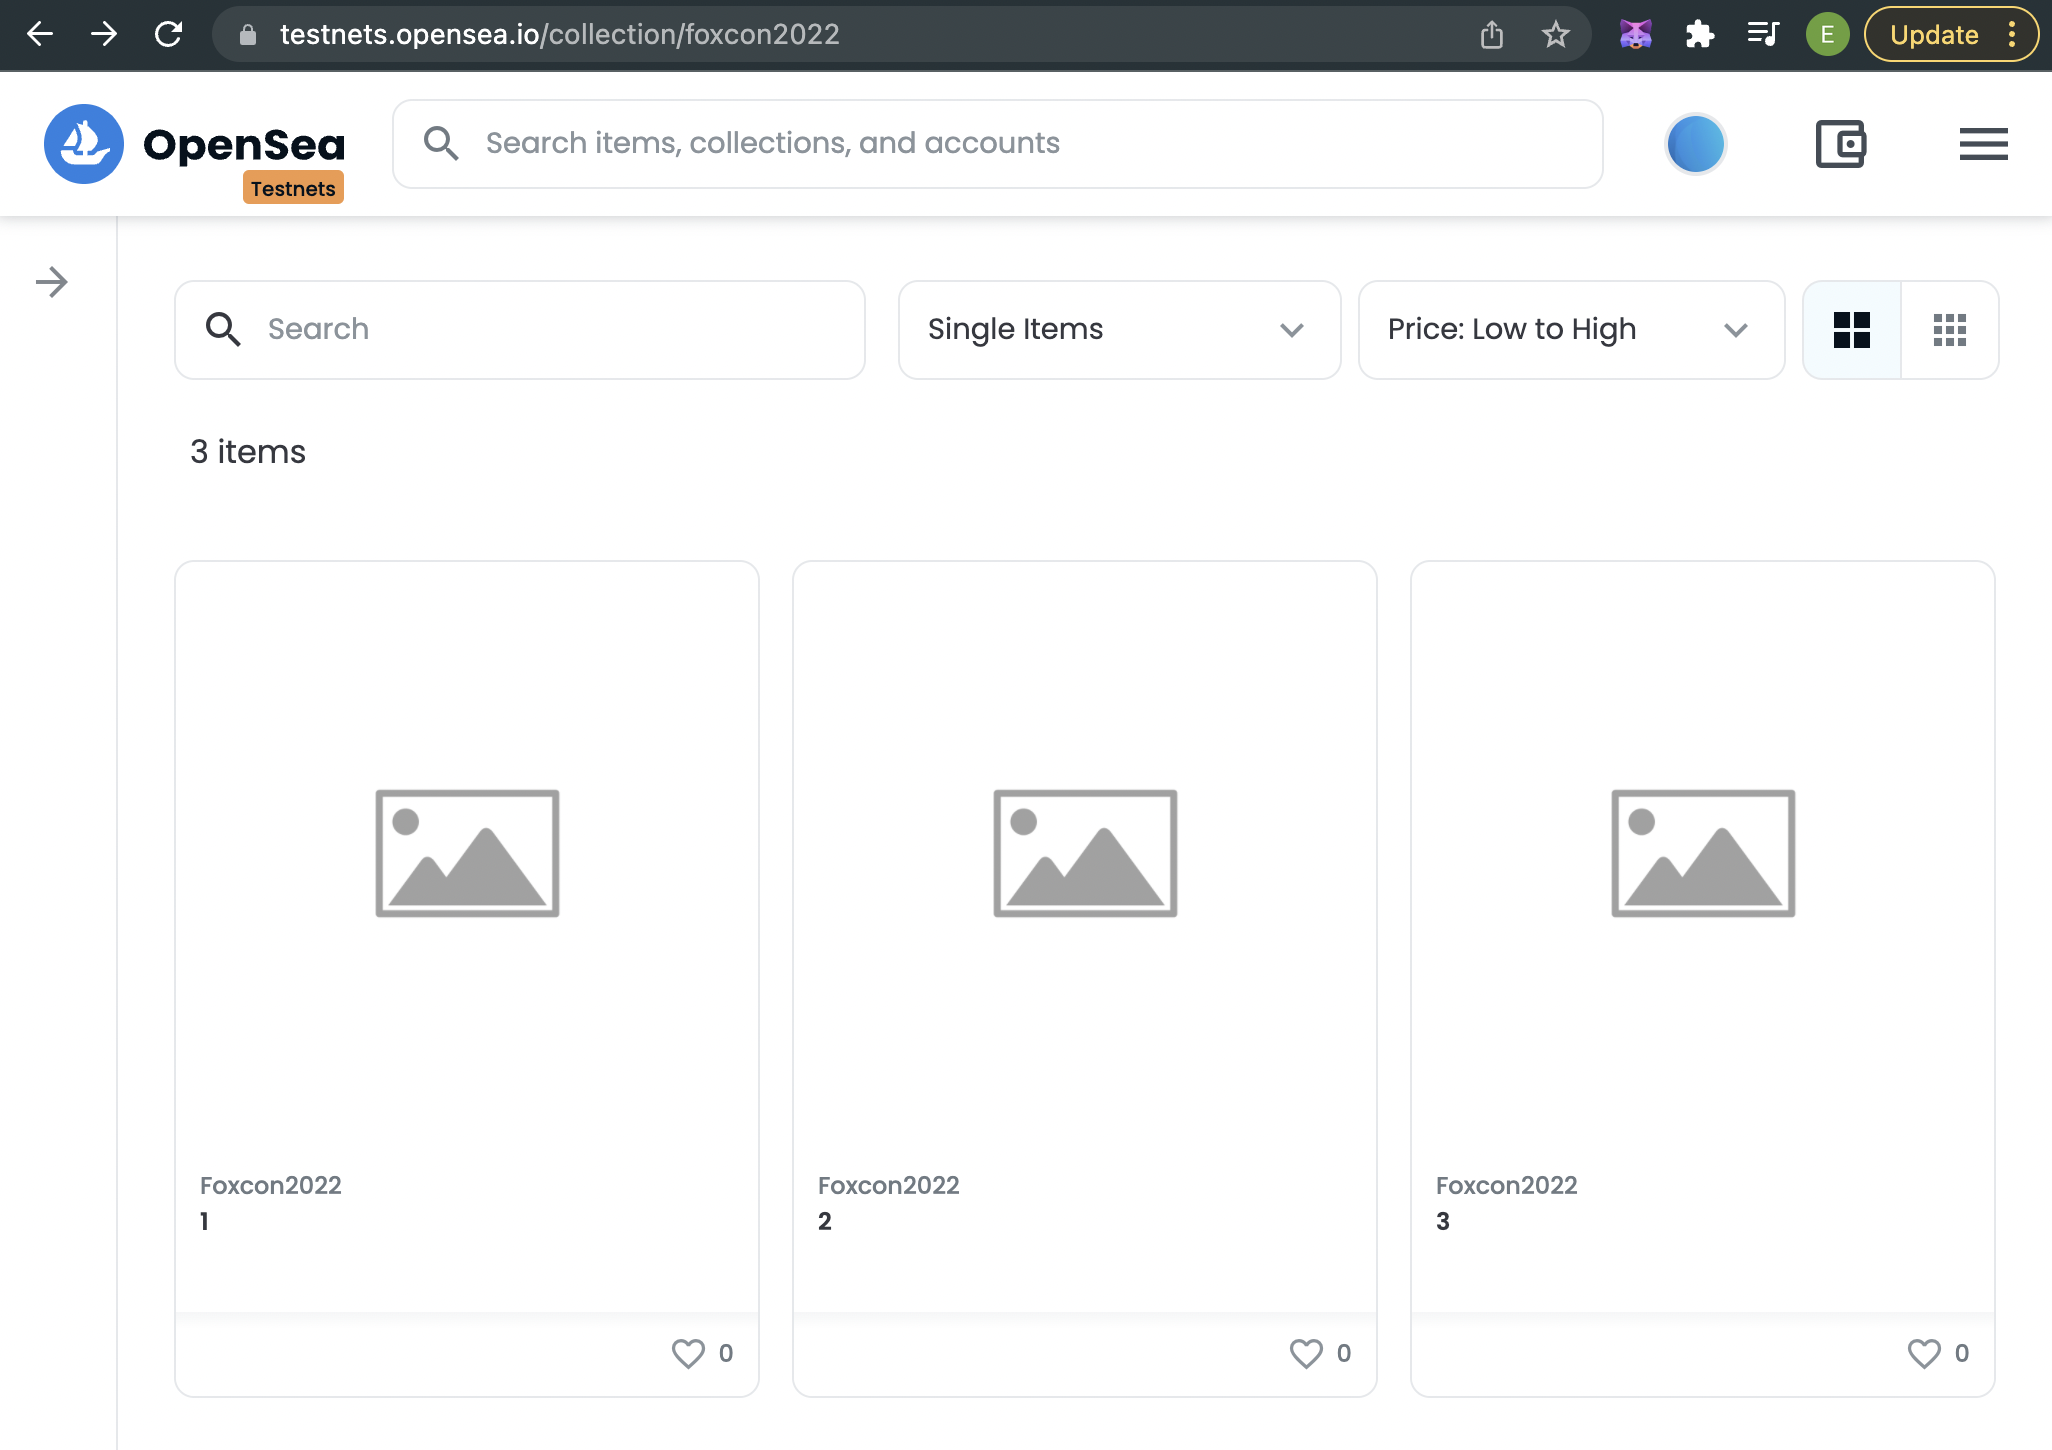 testnets.opensea.io/collection/foxcon2022
E
Update
OpenSea
Testnets
Search items, collections, and accounts
Search
Single Items
Price: Low to High
3 items
Foxcon2022
1
0
Foxcon2022
2
0
Foxcon2022
3
0